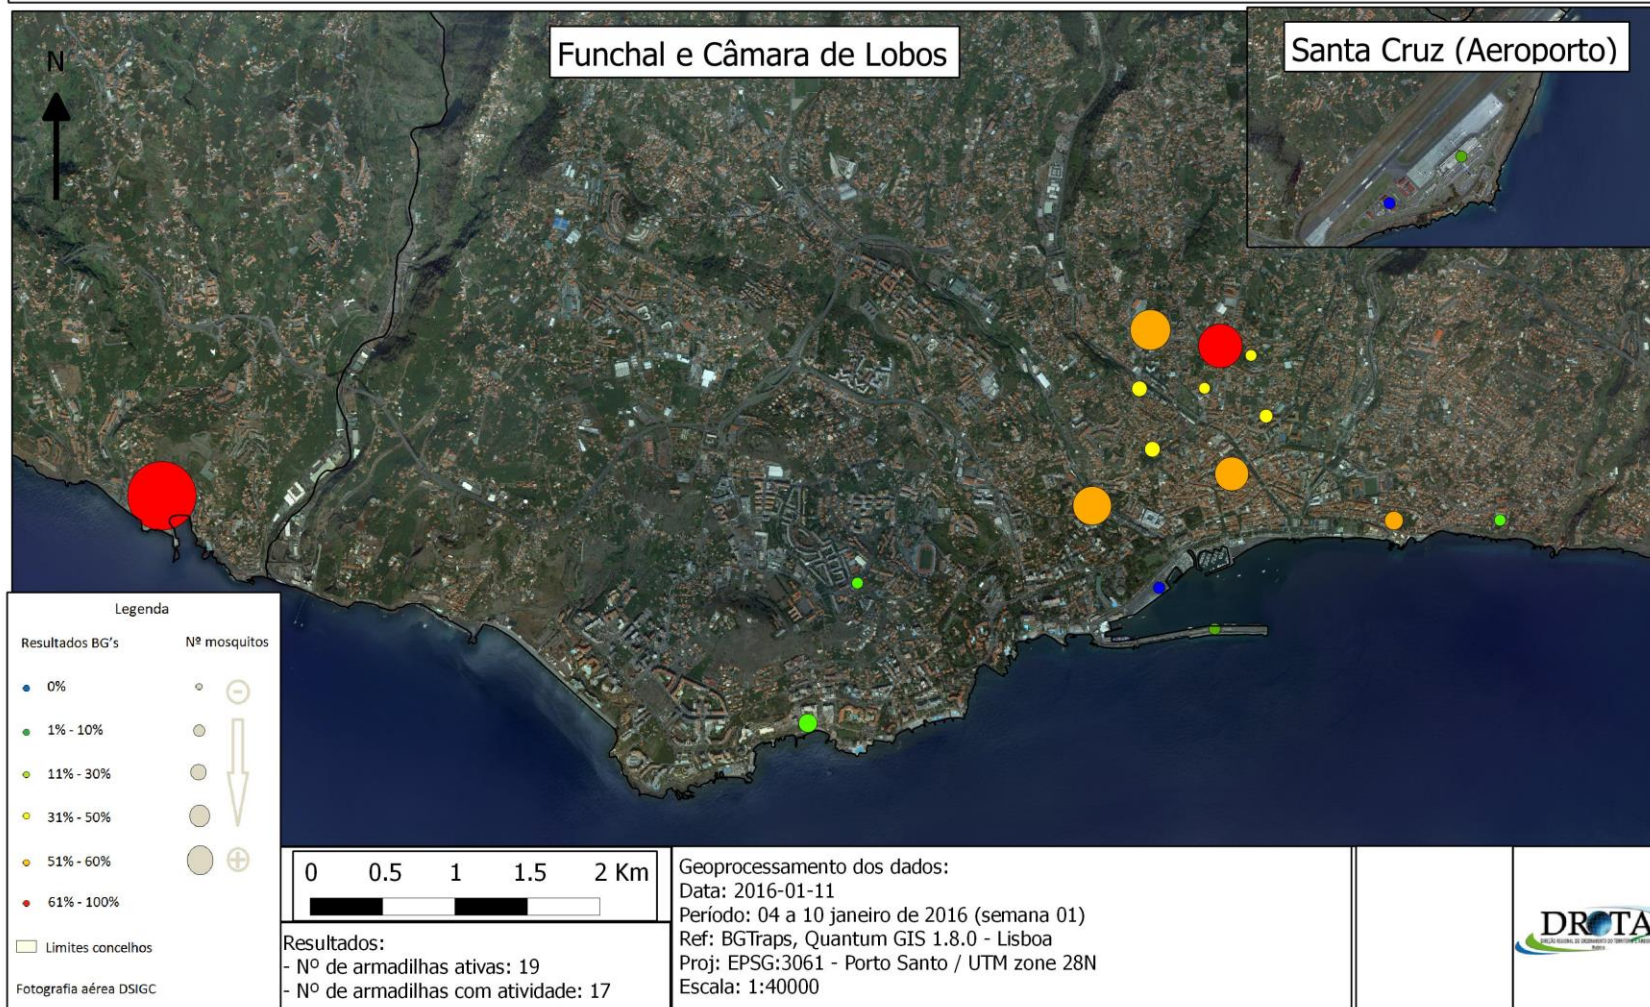 Funchal e Câmara de Lobos
Santa Cruz (Aeroporto)
N
Legenda
Resultados BG's
Nº mosquitos
0%
1% - 10%
11% - 30%
31% - 50%
51% - 60%
61% - 100%
Limites concelhos
Fotografia aérea DSIGC
0 0.5 1 1.5 2 Km
Resultados:
- Nº de armadilhas ativas: 19
- Nº de armadilhas com atividade: 17
Geoprocessamento dos dados:
Data: 2016-01-11
Período: 04 a 10 janeiro de 2016 (semana 01)
Ref: BGTraps, Quantum GIS 1.8.0 - Lisboa
Proj: EPSG:3061 - Porto Santo / UTM zone 28N
Escala: 1:40000
DROTA